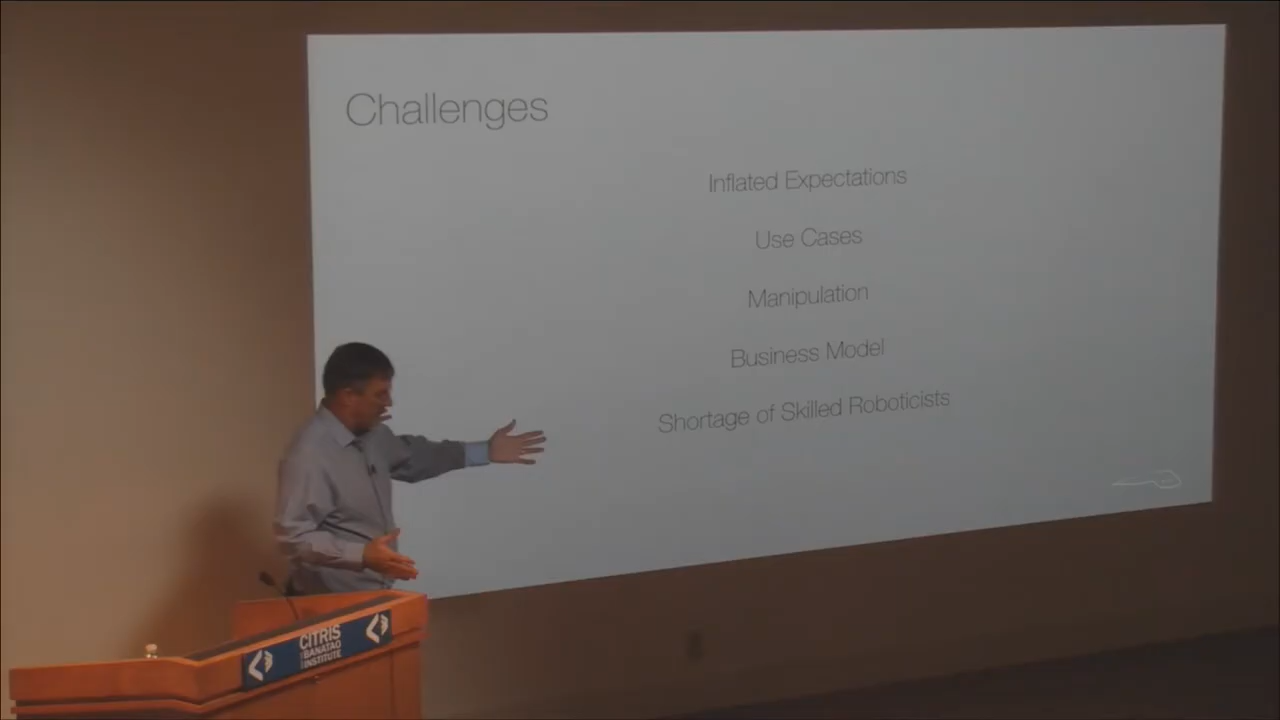 Challenges
Inflated Expectations
Use Cases
Manipulation
Business Model
Shortage of Skilled Roboticists
CITRIS
BANATAO
INSTITUTE